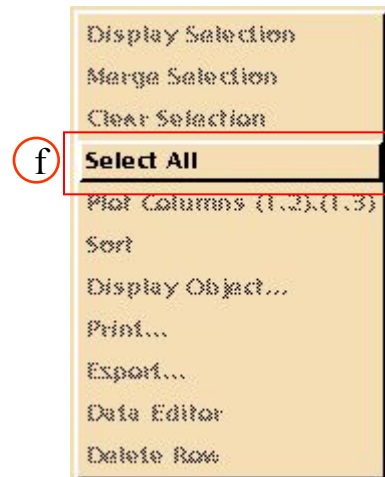 Display Selection
Merge Selection
Clear Selection
f Select All
Plot Columns (1,2),(1,3)
Sort
Display Object...
Print...
Export...
Data Editor
Delete Row